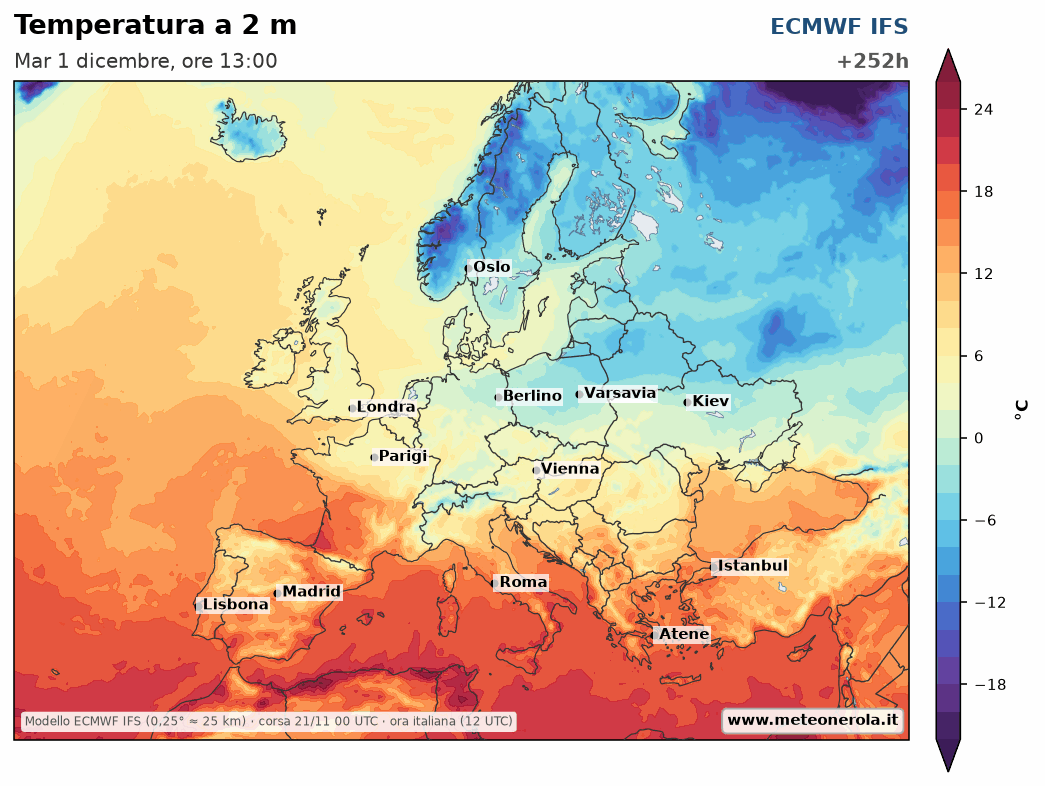 Temperatura a 2 m
ECMWF IFS
Mar 1 dicembre, ore 13:00
+252h
24
18
12
6
0
−6
−12
−18
°C
Oslo
Londra
Berlino
Varsavia
Kiev
Parigi
Vienna
Istanbul
Roma
Madrid
Lisbona
Atene
Modello ECMWF IFS (0,25° ≈ 25 km) · corsa 21/11 00 UTC · ora italiana (12 UTC)
www.meteonerola.it